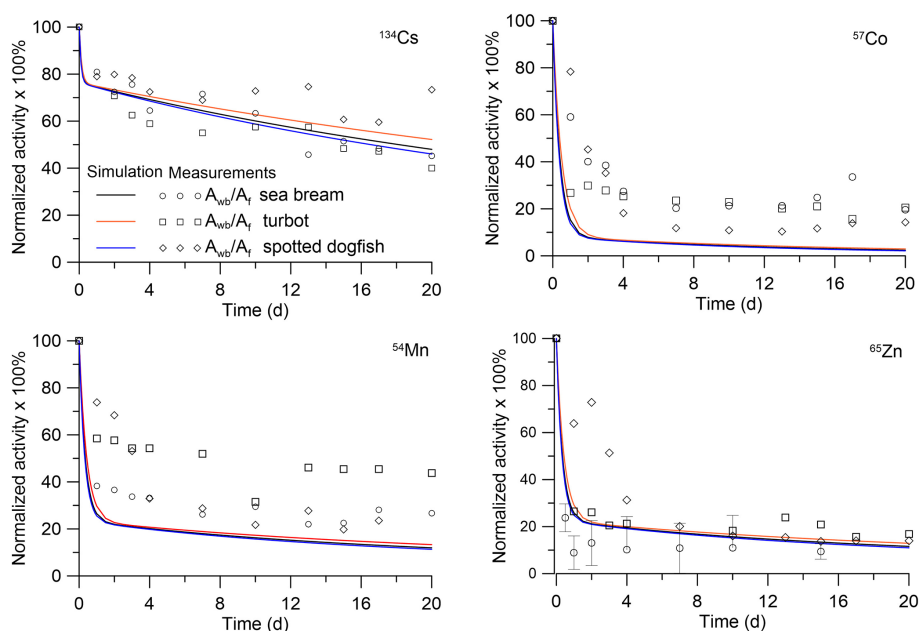 100
80
60
40
20
0
Normalized activity x 100%
¹³⁴Cs
Simulation Measurements
A_wb/A_f sea bream
A_wb/A_f turbot
A_wb/A_f spotted dogfish
0 4 8 12 16 20
Time (d)
100
80
60
40
20
0
Normalized activity x 100%
⁵⁷Co
0 4 8 12 16 20
Time (d)
100
80
60
40
20
0
Normalized activity x 100%
⁵⁴Mn
0 4 8 12 16 20
Time (d)
100
80
60
40
20
0
Normalized activity x 100%
⁶⁵Zn
0 4 8 12 16 20
Time (d)